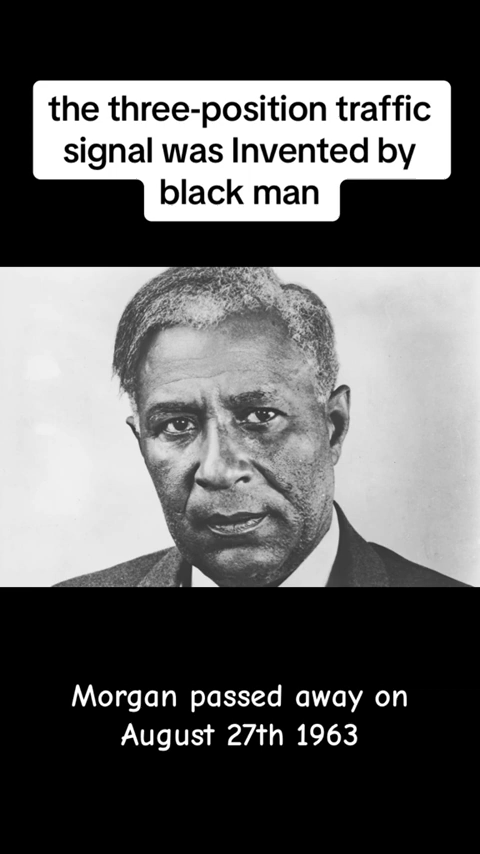 the three-position traffic
signal was Invented by
black man
Morgan passed away on
August 27th 1963